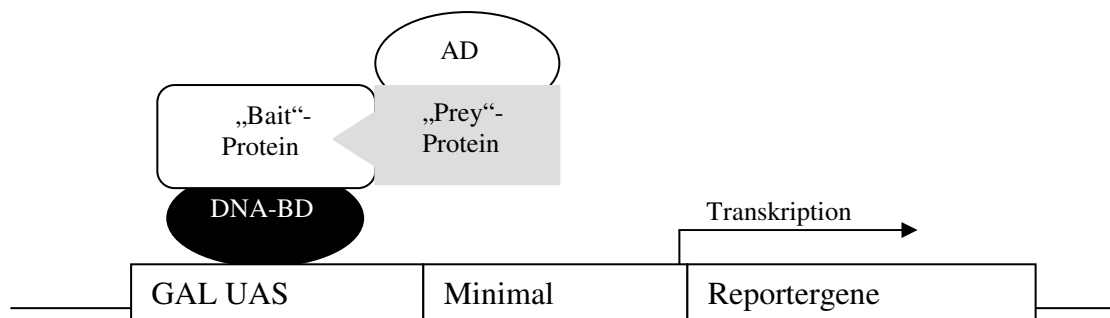 AD
„Bait“-
Protein
„Prey“-
Protein
DNA-BD
Transkription
GAL UAS
Minimal
Reportergene